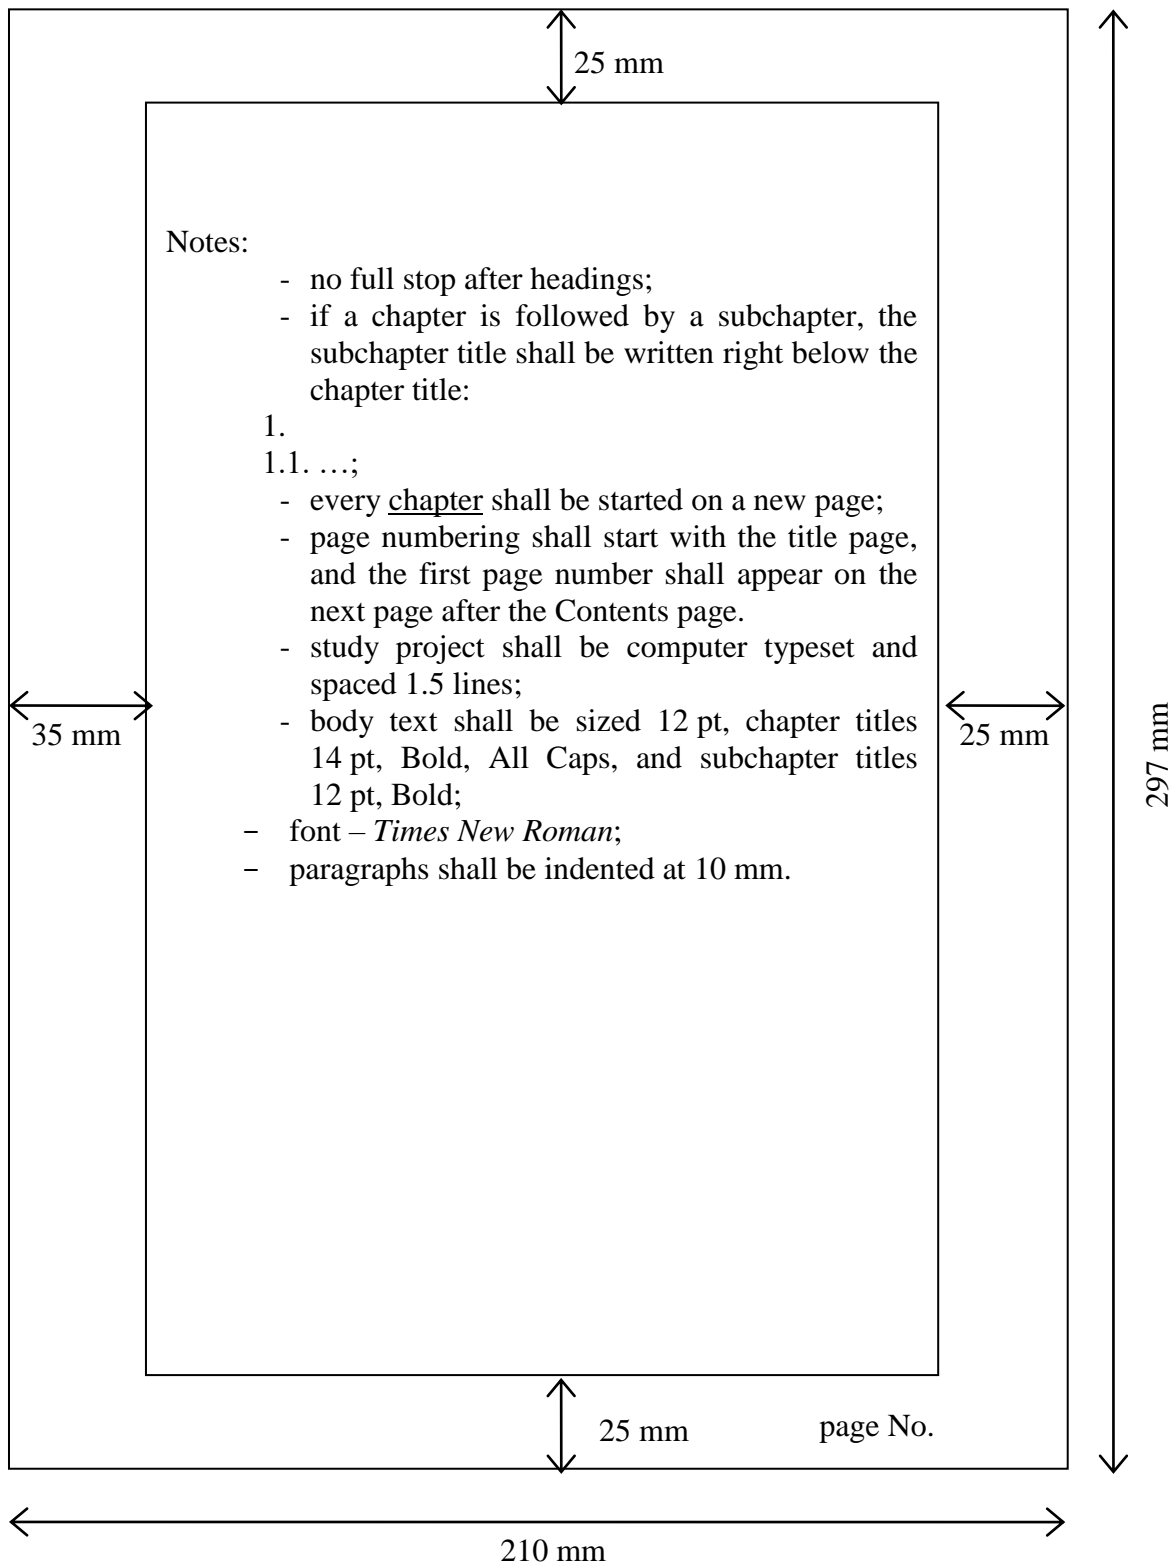 25 mm
Notes:
- no full stop after headings;
- if a chapter is followed by a subchapter, the
subchapter title shall be written right below the
chapter title:
1.
1.1. …;
- every chapter shall be started on a new page;
- page numbering shall start with the title page,
and the first page number shall appear on the
next page after the Contents page.
- study project shall be computer typeset and
spaced 1.5 lines;
- body text shall be sized 12 pt, chapter titles
14 pt, Bold, All Caps, and subchapter titles
12 pt, Bold;
− font – Times New Roman;
− paragraphs shall be indented at 10 mm.
35 mm
25 mm
297 mm
25 mm
page No.
210 mm